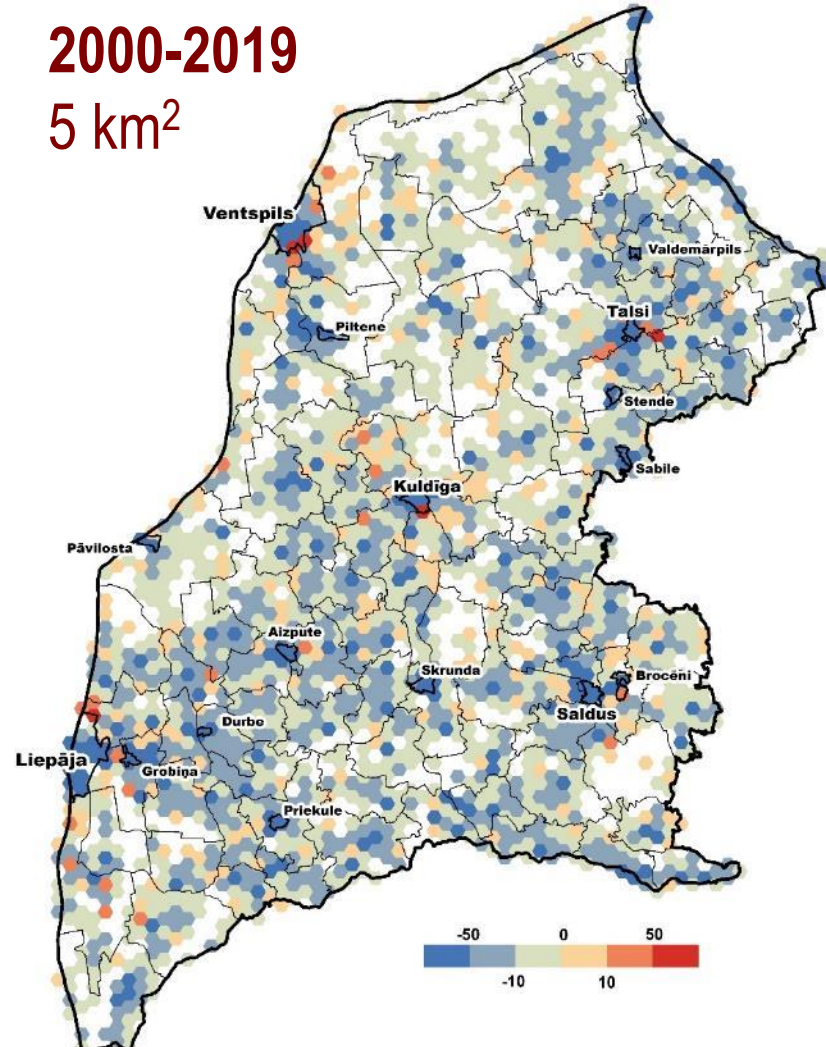 2000-2019
5 km²
Ventspils
Valdemārpils
Talsi
Piltene
Stende
Sabile
Kuldīga
Pāvilosta
Aizpute
Skrunda
Brocēni
Saldus
Durbe
Liepāja
Grobiņa
Priekule
-50 0 50
-10 10